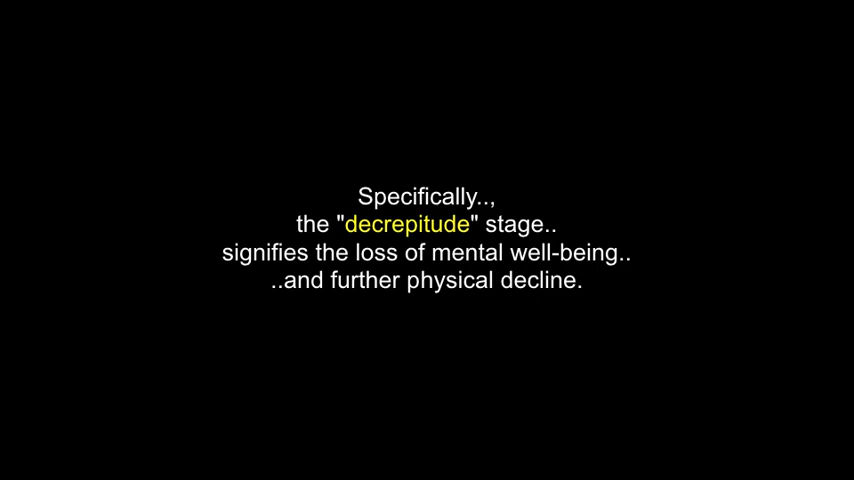 Specifically..,
the "decrepitude" stage..
signifies the loss of mental well-being..
..and further physical decline.